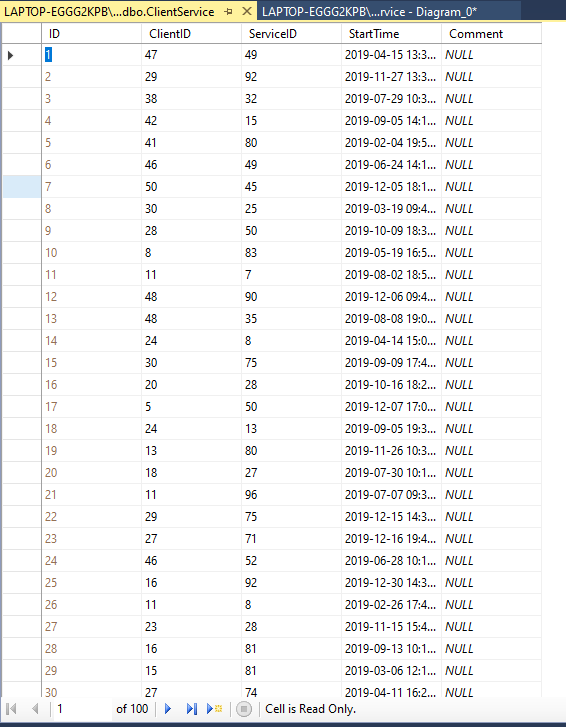 LAPTOP-EGGG2KPB\...dbo.ClientService LAPTOP-EGGG2KPB\...rvice - Diagram_0*
ID ClientID ServiceID StartTime Comment
1 47 49 2019-04-15 13:3... NULL
2 29 92 2019-11-27 13:3... NULL
3 38 32 2019-07-29 10:3... NULL
4 42 15 2019-09-05 14:1... NULL
5 41 80 2019-02-04 19:5... NULL
6 46 49 2019-06-24 14:1... NULL
7 50 45 2019-12-05 18:1... NULL
8 30 25 2019-03-19 09:4... NULL
9 28 50 2019-10-09 18:3... NULL
10 8 83 2019-05-19 16:5... NULL
11 11 7 2019-08-02 18:5... NULL
12 48 90 2019-12-06 09:4... NULL
13 48 35 2019-08-08 19:0... NULL
14 24 8 2019-04-14 15:0... NULL
15 30 75 2019-09-09 17:4... NULL
16 20 28 2019-10-16 18:2... NULL
17 5 50 2019-12-07 17:0... NULL
18 24 13 2019-09-05 19:3... NULL
19 13 80 2019-11-26 10:3... NULL
20 18 27 2019-07-30 10:1... NULL
21 11 96 2019-07-07 09:3... NULL
22 29 75 2019-12-15 14:3... NULL
23 27 71 2019-12-16 19:4... NULL
24 46 52 2019-06-28 10:1... NULL
25 16 92 2019-12-30 14:3... NULL
26 11 8 2019-02-26 17:4... NULL
27 23 28 2019-11-15 15:4... NULL
28 16 81 2019-09-13 10:1... NULL
29 15 81 2019-03-06 12:1... NULL
30 27 74 2019-04-11 16:2... NULL
1 of 100 Cell is Read Only.